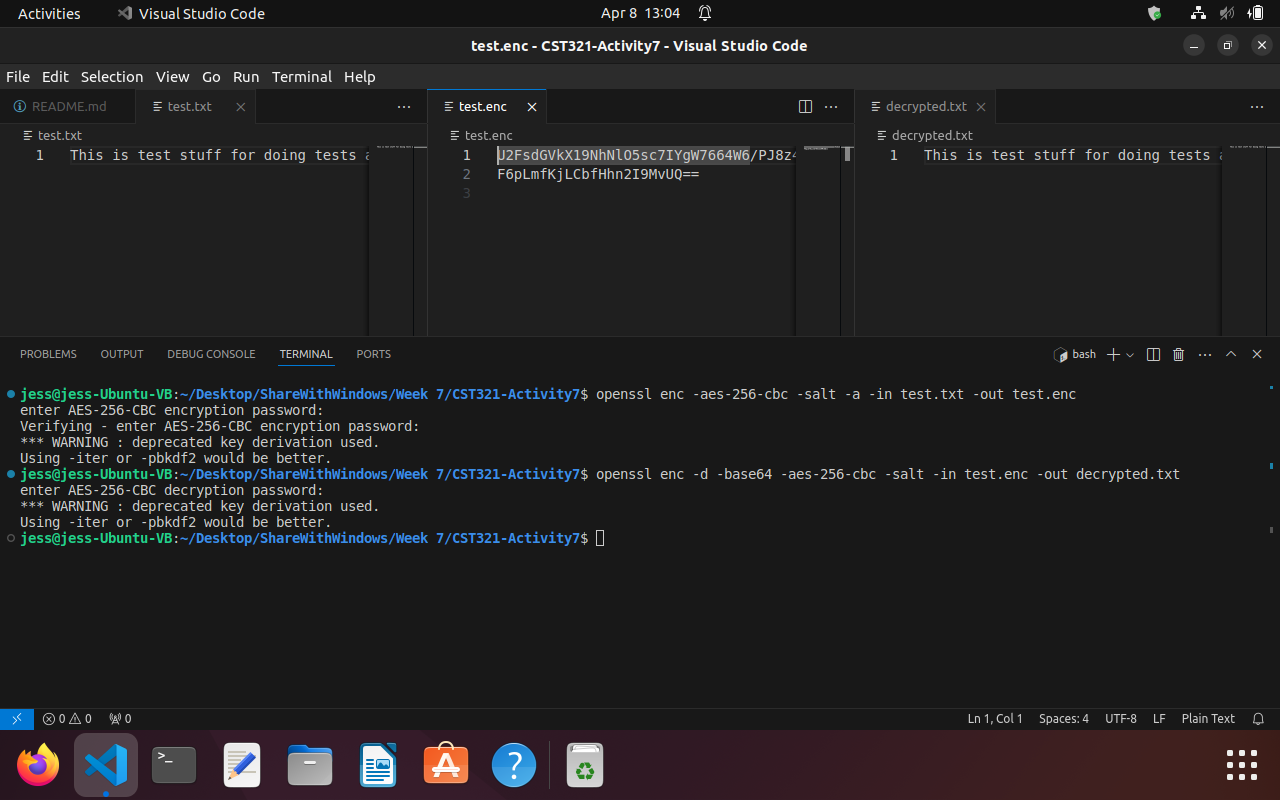 Activities
Visual Studio Code
Apr 8 13:04
test.enc - CST321-Activity7 - Visual Studio Code
File Edit Selection View Go Run Terminal Help
README.md
test.txt
test.txt
1 This is test stuff for doing tests a
test.enc
test.enc
1 U2FsdGVkX19NhNlO5sc7IYgW7664W6/PJ8z4
2 F6pLmfKjLCbfHhn2I9MvUQ==
3
decrypted.txt
decrypted.txt
1 This is test stuff for doing tests a
PROBLEMS OUTPUT DEBUG CONSOLE TERMINAL PORTS
bash
jess@jess-Ubuntu-VB:~/Desktop/ShareWithWindows/Week 7/CST321-Activity7$ openssl enc -aes-256-cbc -salt -a -in test.txt -out test.enc
enter AES-256-CBC encryption password:
Verifying - enter AES-256-CBC encryption password:
*** WARNING : deprecated key derivation used.
Using -iter or -pbkdf2 would be better.
jess@jess-Ubuntu-VB:~/Desktop/ShareWithWindows/Week 7/CST321-Activity7$ openssl enc -d -base64 -aes-256-cbc -salt -in test.enc -out decrypted.txt
enter AES-256-CBC decryption password:
*** WARNING : deprecated key derivation used.
Using -iter or -pbkdf2 would be better.
jess@jess-Ubuntu-VB:~/Desktop/ShareWithWindows/Week 7/CST321-Activity7$
0 0 0
Ln 1, Col 1 Spaces: 4 UTF-8 LF Plain Text